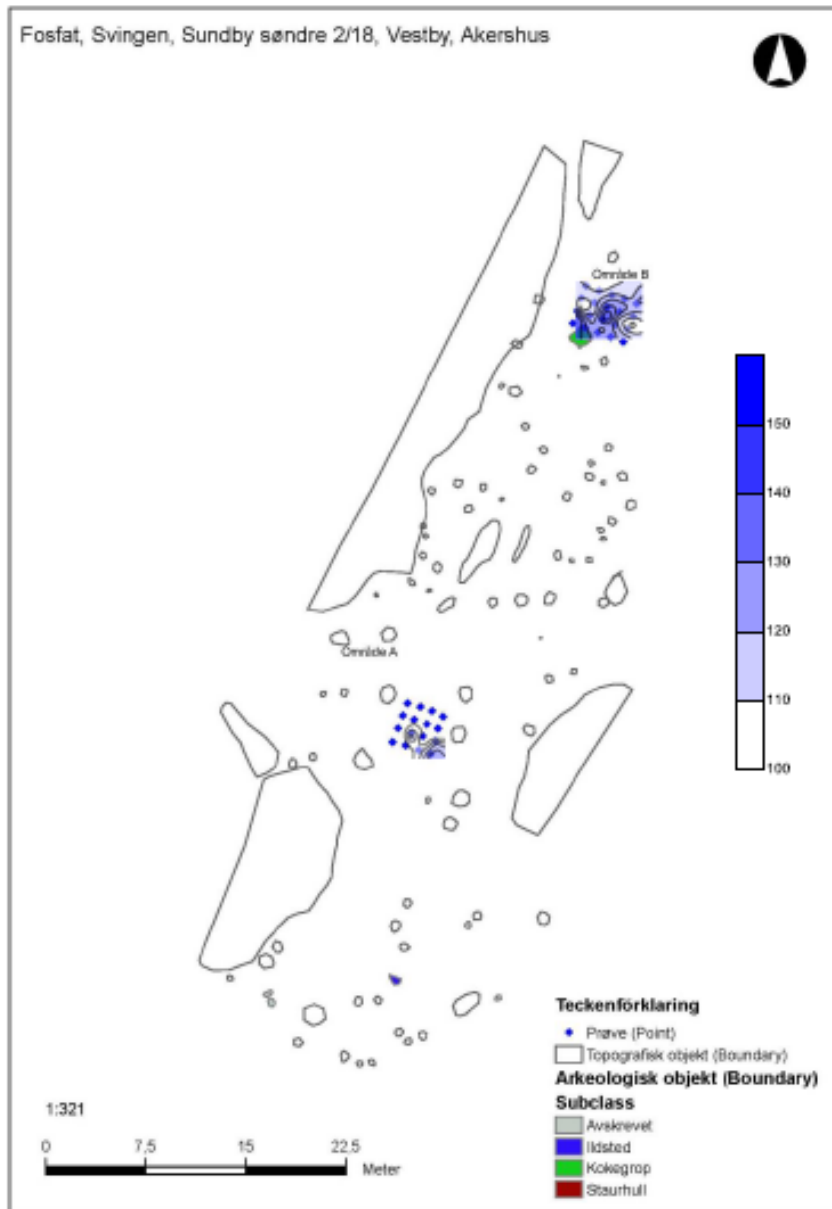 Fosfat, Svingen, Sundby søndre 2/18, Vestby, Akershus
Område B
150
140
130
120
110
100
Område A
Teckenförklaring
Prøve (Point)
Topografisk objekt (Boundary)
Arkeologisk objekt (Boundary)
Subclass
Avskrevet
Ildsted
Kokegrop
Staurhull
1:321
0 7,5 15 22,5
Meter